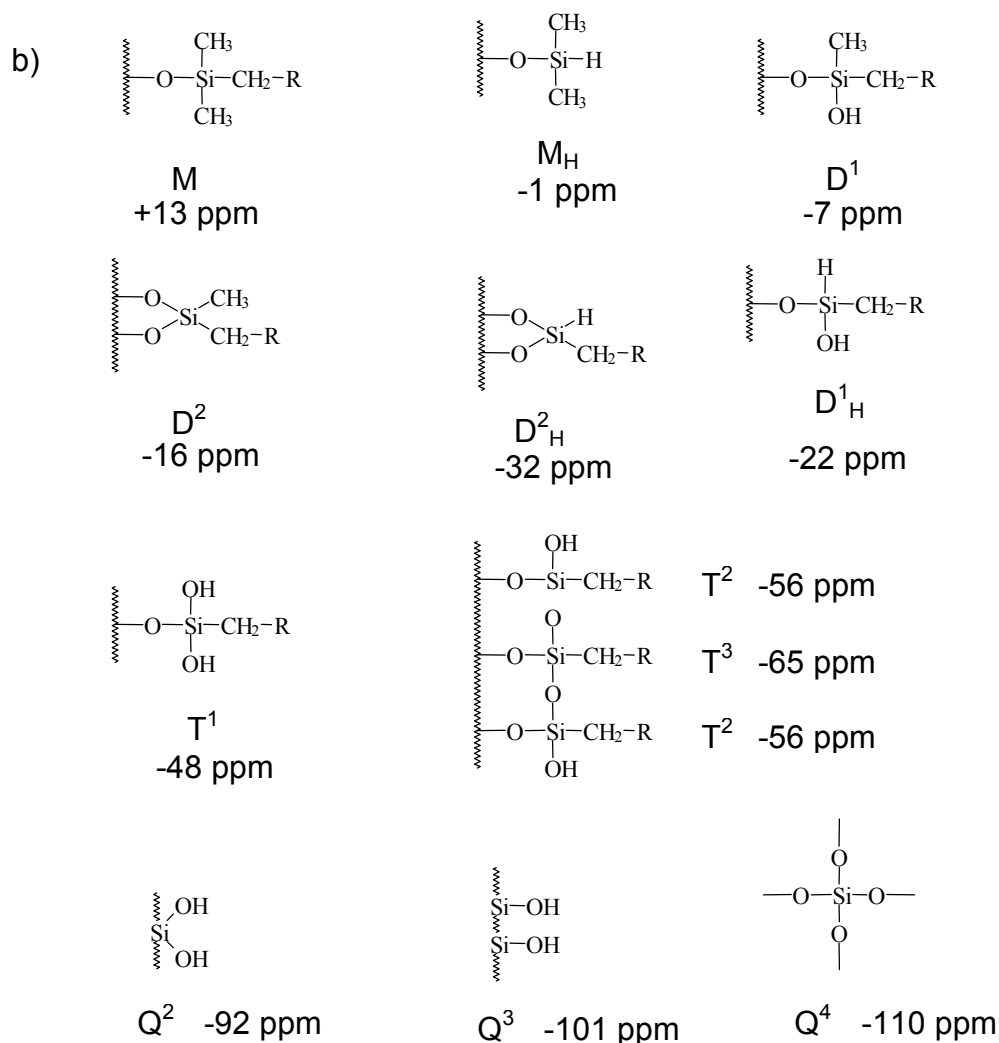 b)
CH₃
O—Si—CH₂—R
CH₃
M
+13 ppm
CH₃
O—Si—H
CH₃
M_H
-1 ppm
CH₃
O—Si—CH₂—R
OH
D¹
-7 ppm
O
CH₃
Si
O
CH₂—R
D²
-16 ppm
O
H
Si
O
CH₂—R
D²_H
-32 ppm
H
O—Si—CH₂—R
OH
D¹_H
-22 ppm
OH
O—Si—CH₂—R
OH
T¹
-48 ppm
OH
O—Si—CH₂—R T² -56 ppm
O
O—Si—CH₂—R T³ -65 ppm
O
O—Si—CH₂—R T² -56 ppm
OH
OH
Si
OH
Q² -92 ppm
Si—OH
Si—OH
Q³ -101 ppm
O
O—Si—O
O
Q⁴ -110 ppm